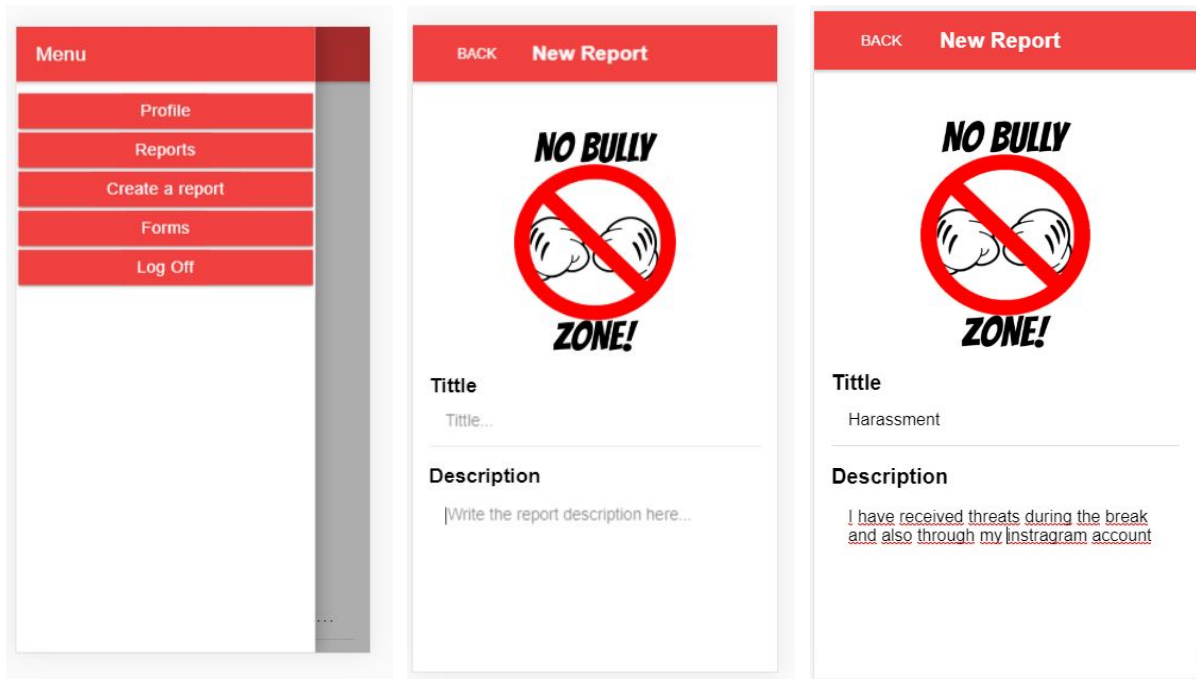 Menu
Profile
Reports
Create a report
Forms
Log Off
...
BACK New Report
NO BULLY
ZONE!
Tittle
Tittle...
Description
Write the report description here...
BACK New Report
NO BULLY
ZONE!
Tittle
Harassment
Description
I have received threats during the break
and also through my instragram account